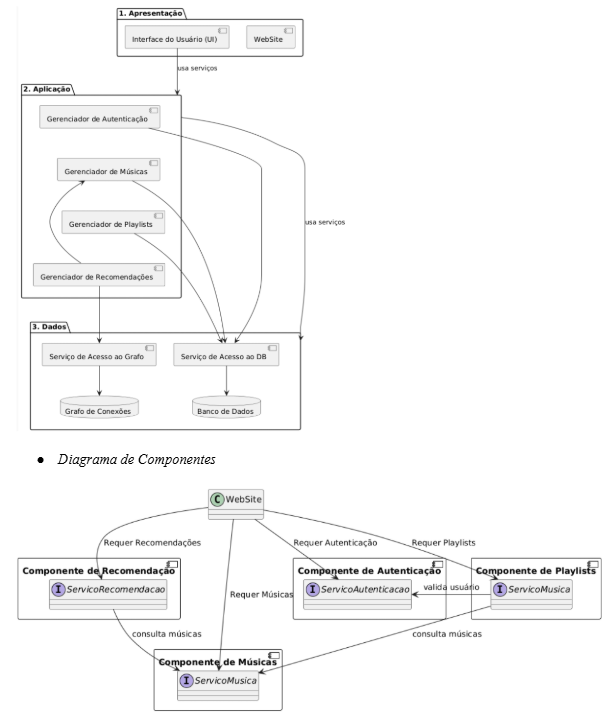 1. Apresentação
Interface do Usuário (UI)
WebSite
usa serviços
2. Aplicação
Gerenciador de Autenticação
Gerenciador de Músicas
Gerenciador de Playlists
usa serviços
Gerenciador de Recomendações
3. Dados
Serviço de Acesso ao Grafo
Serviço de Acesso ao DB
Grafo de Conexões
Banco de Dados
● Diagrama de Componentes
C WebSite
Requer Recomendações
Requer Autenticação
Requer Playlists
Componente de Recomendação
Componente de Autenticação
Componente de Playlists
I ServicoRecomendacao
I ServicoAutenticacao
valida usuário
I ServicoMusica
Requer Músicas
consulta músicas
consulta músicas
Componente de Músicas
I ServicoMusica